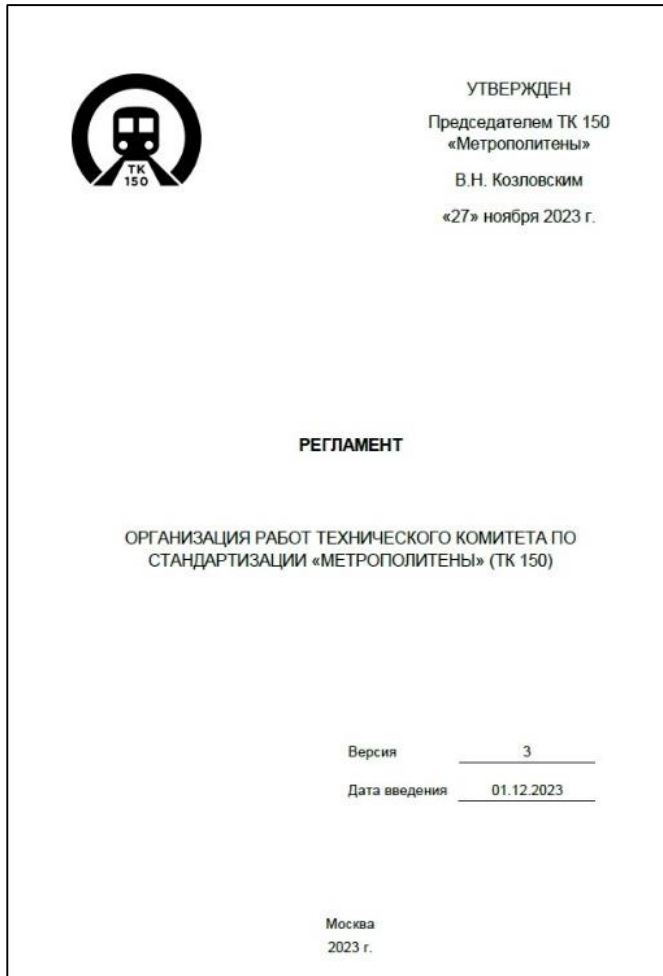 ТК
150
УТВЕРЖДЕН
Председателем ТК 150
«Метрополитены»
В.Н. Козловским
«27» ноября 2023 г.
РЕГЛАМЕНТ
ОРГАНИЗАЦИЯ РАБОТ ТЕХНИЧЕСКОГО КОМИТЕТА ПО
СТАНДАРТИЗАЦИИ «МЕТРОПОЛИТЕНЫ» (ТК 150)
Версия 3
Дата введения 01.12.2023
Москва
2023 г.